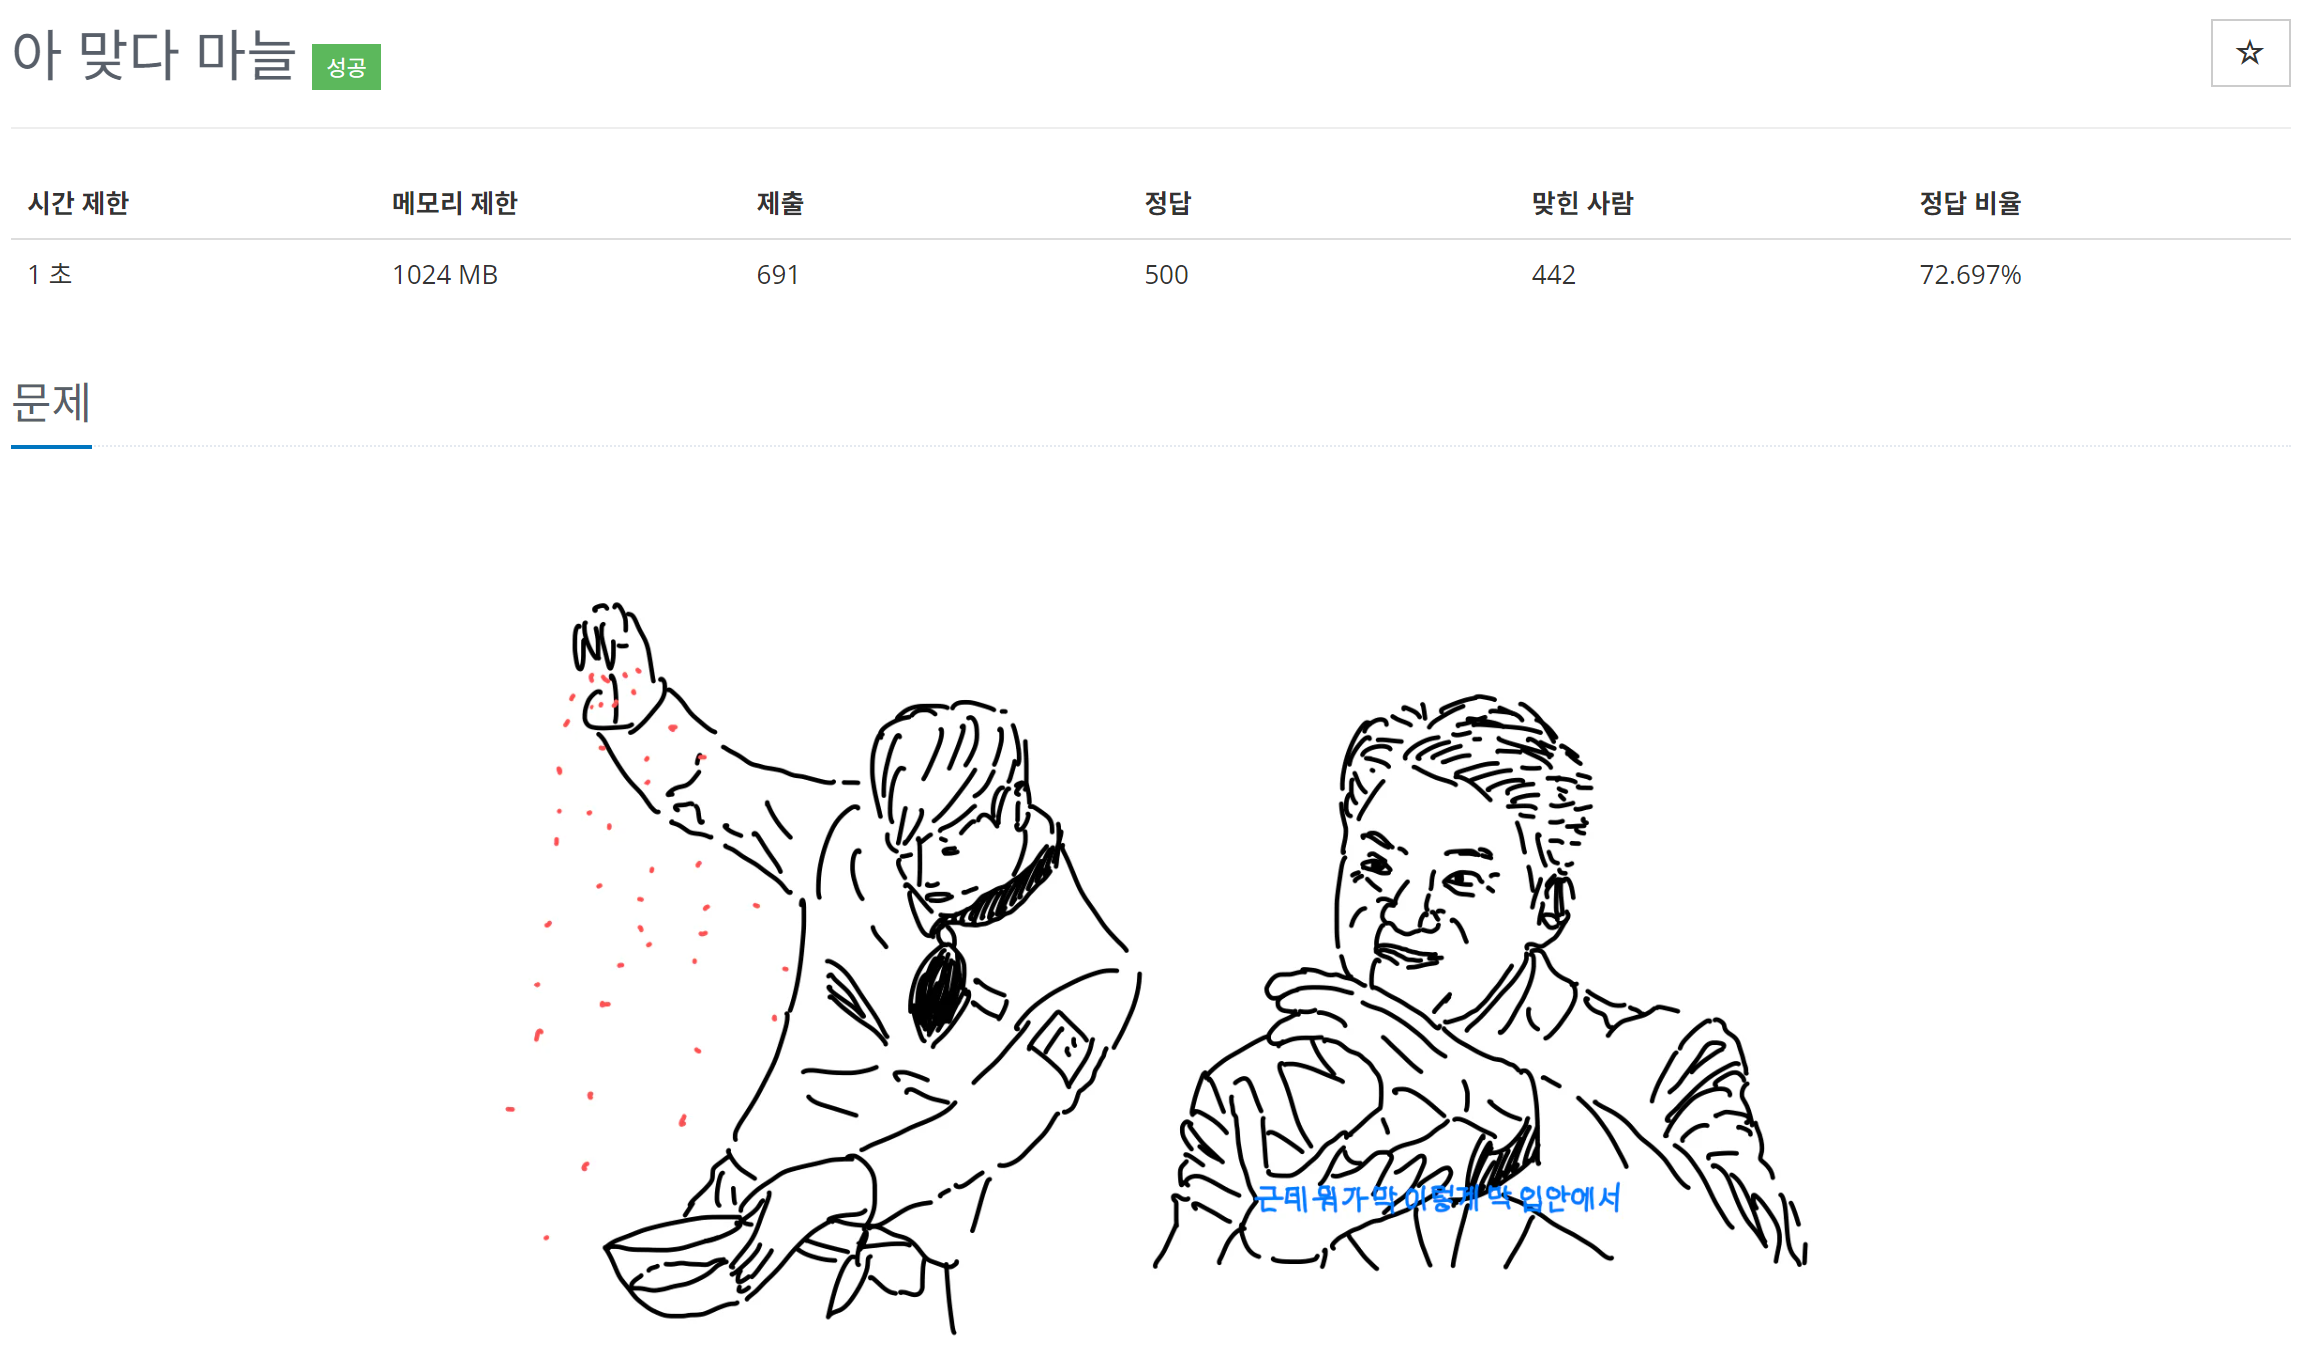 아 맞다 마늘 성공
☆
시간 제한 메모리 제한 제출 정답 맞힌 사람 정답 비율
1 초 1024 MB 691 500 442 72.697%
문제
근데 뭐가 막 이렇게 막 입안에서